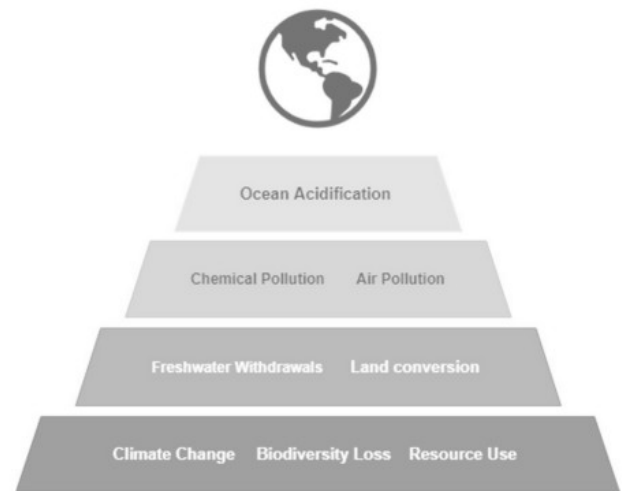 Ocean Acidification
Chemical Pollution Air Pollution
Freshwater Withdrawals Land conversion
Climate Change Biodiversity Loss Resource Use